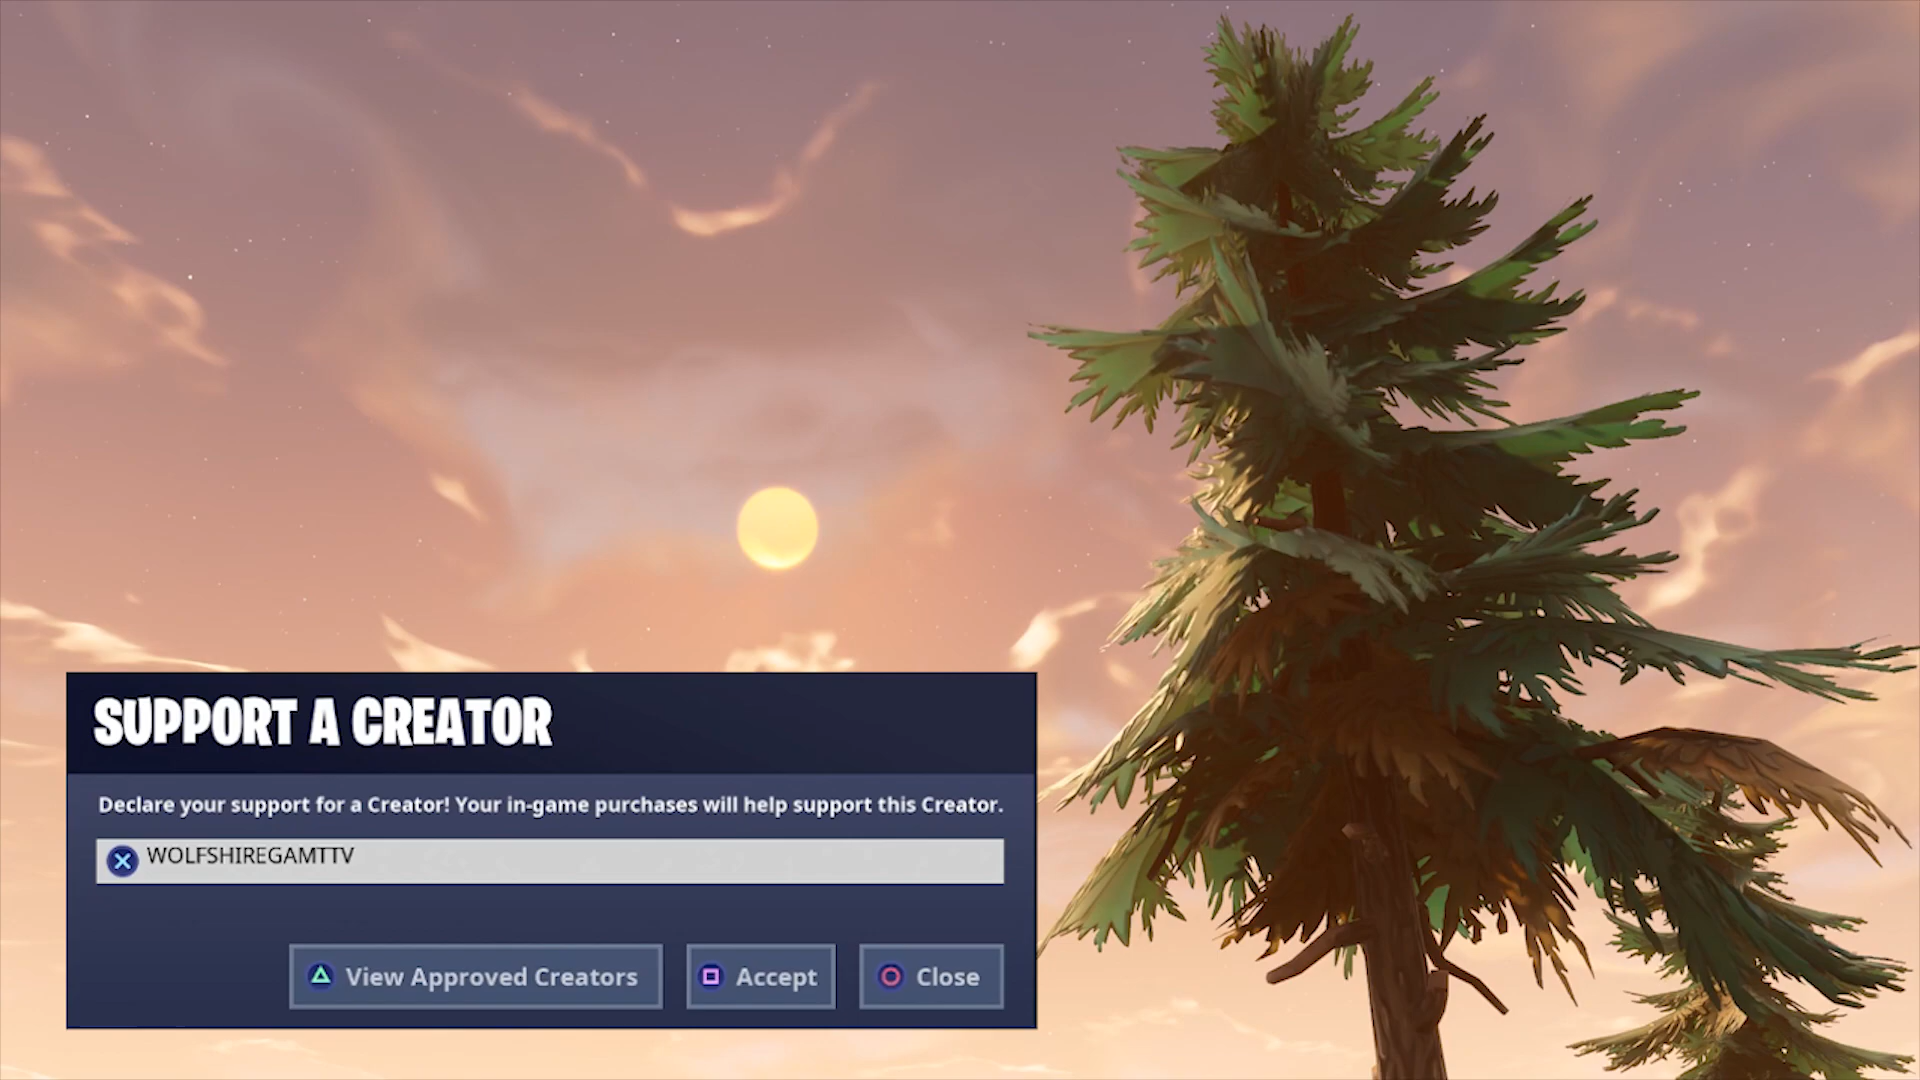 SUPPORT A CREATOR
Declare your support for a Creator! Your in-game purchases will help support this Creator.
WOLFSHIREGAMTTV
View Approved Creators
Accept
Close